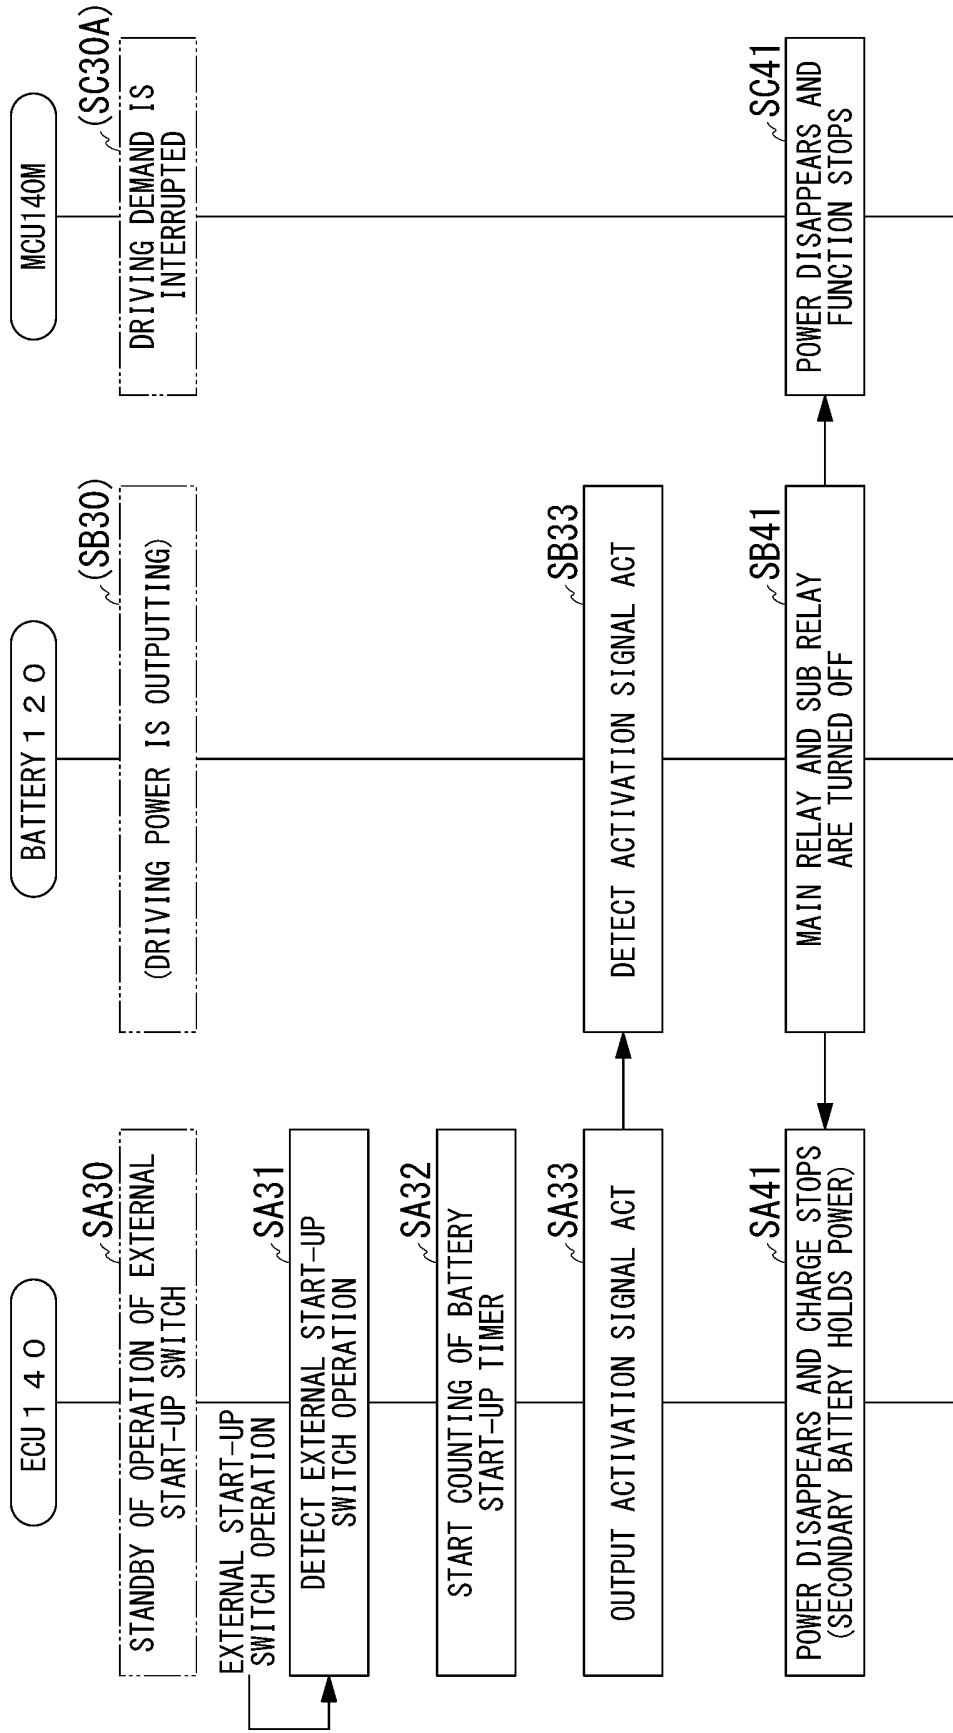 ECU140
BATTERY120
MCU140M
SA30
STANDBY OF OPERATION OF EXTERNAL
START-UP SWITCH
(SB30)
(DRIVING POWER IS OUTPUTTING)
(SC30A)
DRIVING DEMAND IS
INTERRUPTED
EXTERNAL START-UP
SWITCH OPERATION
SA31
DETECT EXTERNAL START-UP
SWITCH OPERATION
SA32
START COUNTING OF BATTERY
START-UP TIMER
SA33
OUTPUT ACTIVATION SIGNAL ACT
SB33
DETECT ACTIVATION SIGNAL ACT
SA41
POWER DISAPPEARS AND CHARGE STOPS
(SECONDARY BATTERY HOLDS POWER)
SB41
MAIN RELAY AND SUB RELAY
ARE TURNED OFF
SC41
POWER DISAPPEARS AND
FUNCTION STOPS